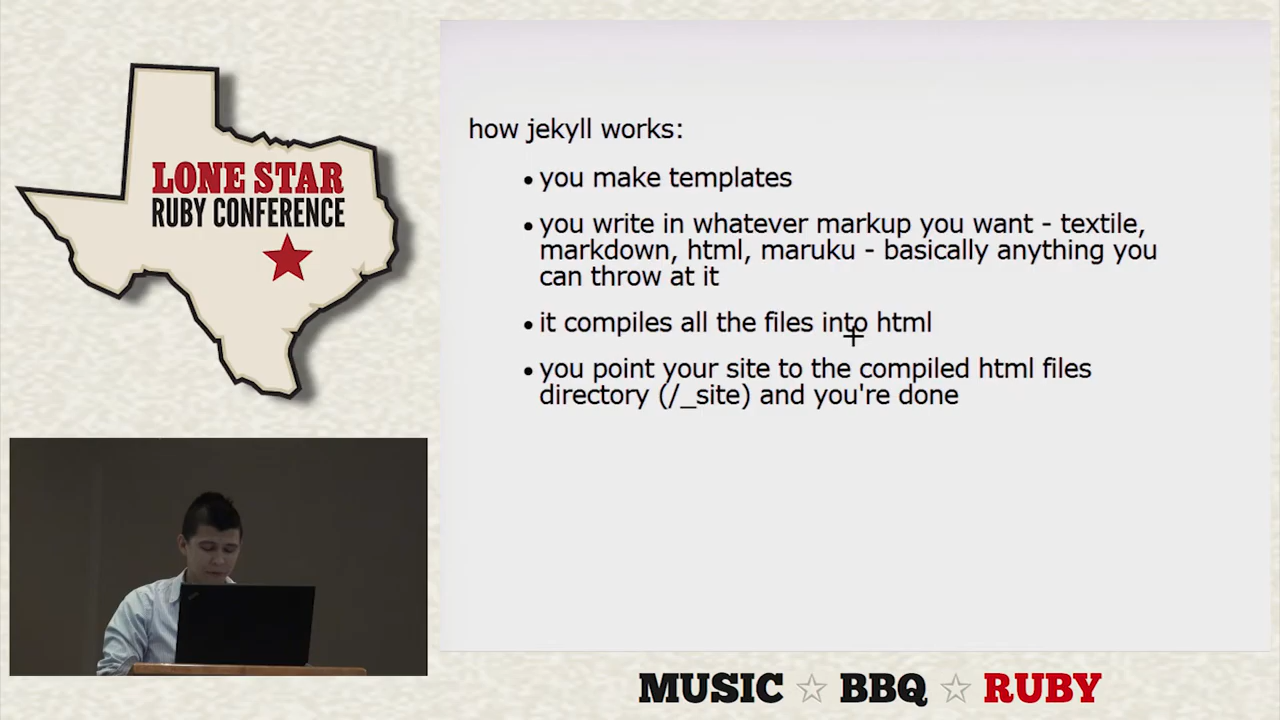 LONE STAR
RUBY CONFERENCE
how jekyll works:
• you make templates
• you write in whatever markup you want - textile,
markdown, html, maruku - basically anything you
can throw at it
• it compiles all the files into html
• you point your site to the compiled html files
directory (/_site) and you're done
MUSIC ☆ BBQ ☆ RUBY